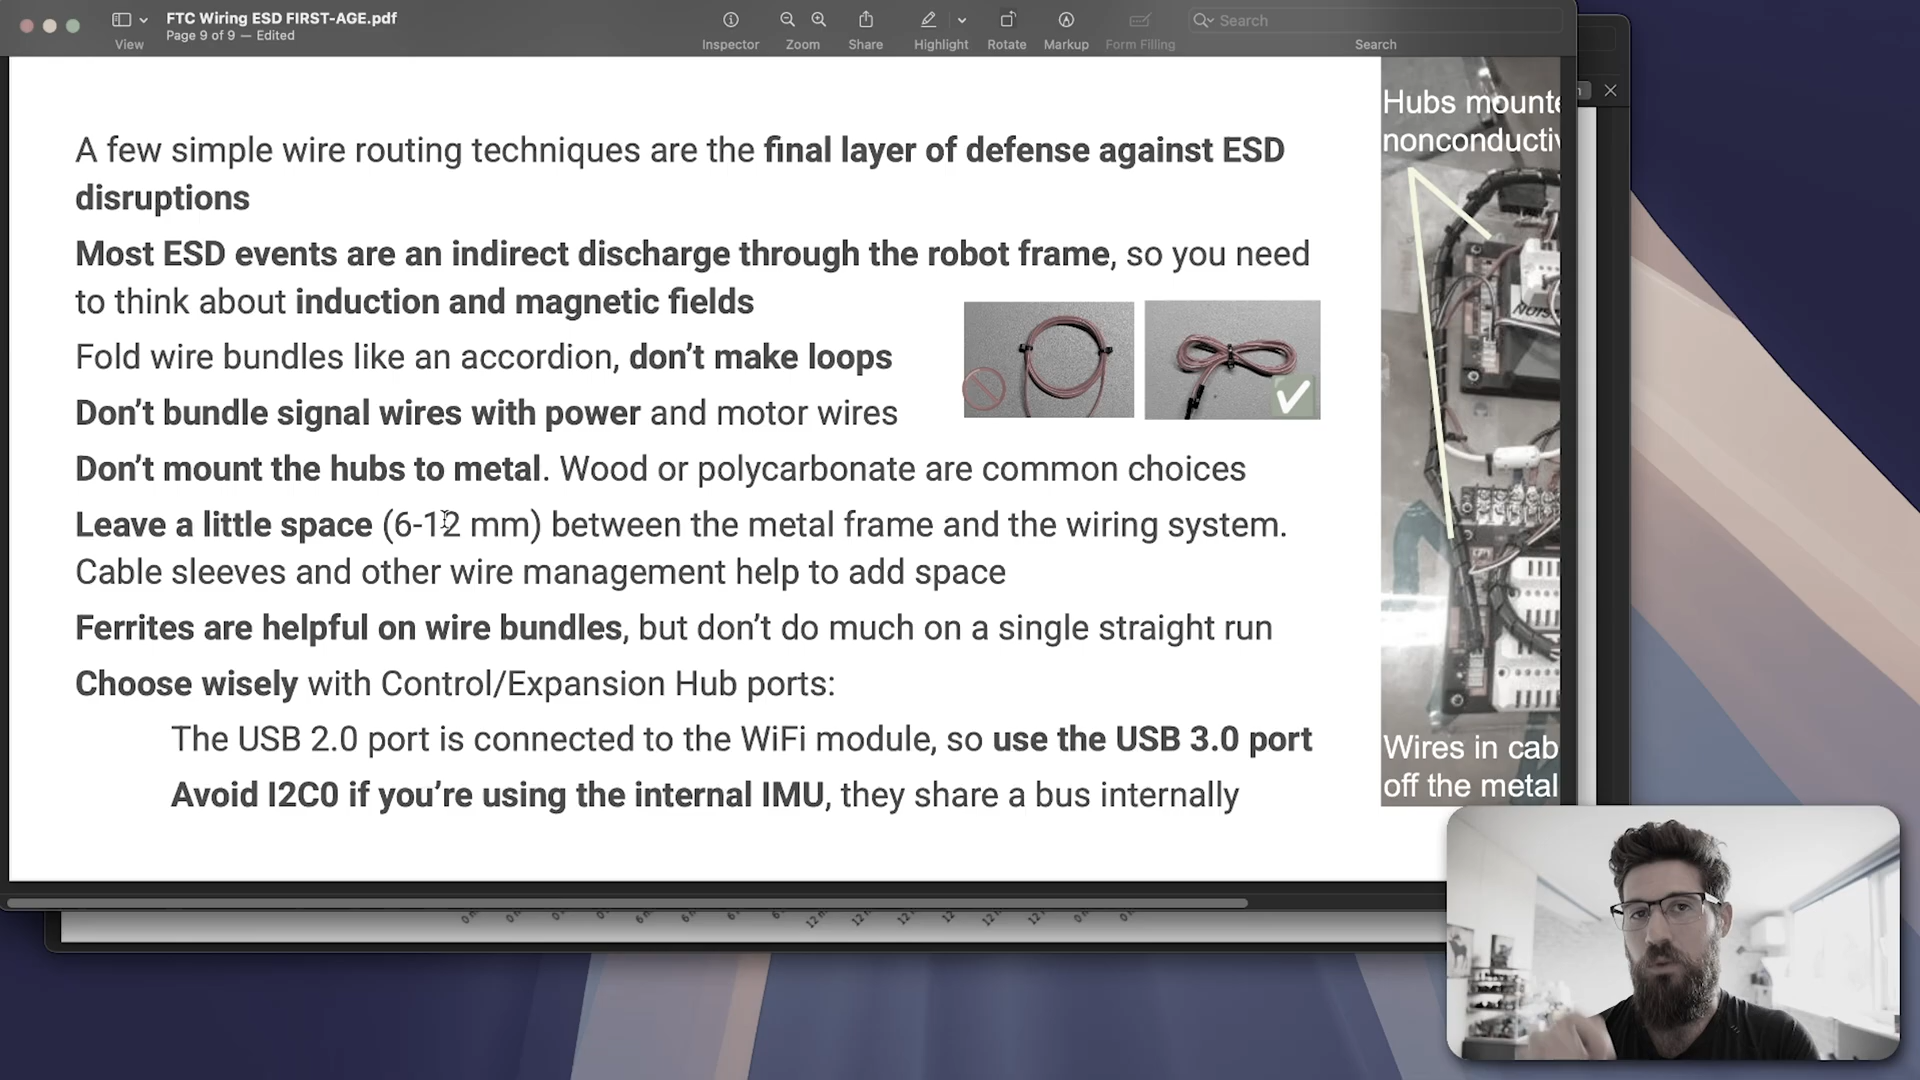 FTC Wiring ESD FIRST-AGE.pdf
Page 9 of 9 — Edited
View
Inspector
Zoom
Share
Highlight
Rotate
Markup
Form Filling
Search
Search
A few simple wire routing techniques are the final layer of defense against ESD
disruptions
Most ESD events are an indirect discharge through the robot frame, so you need
to think about induction and magnetic fields
Fold wire bundles like an accordion, don't make loops
Don't bundle signal wires with power and motor wires
Don't mount the hubs to metal. Wood or polycarbonate are common choices
Leave a little space (6-12 mm) between the metal frame and the wiring system.
Cable sleeves and other wire management help to add space
Ferrites are helpful on wire bundles, but don't do much on a single straight run
Choose wisely with Control/Expansion Hub ports:
The USB 2.0 port is connected to the WiFi module, so use the USB 3.0 port
Avoid I2C0 if you're using the internal IMU, they share a bus internally
Hubs mounte
nonconductiv
Wires in cab
off the metal